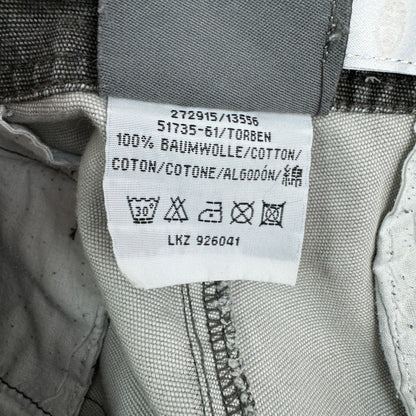 272915/13556
51735-61/TORBEN
100% BAUMWOLLE/COTTON/
COTON/COTONE/ALGODÓN/綿
30°
LKZ 926041